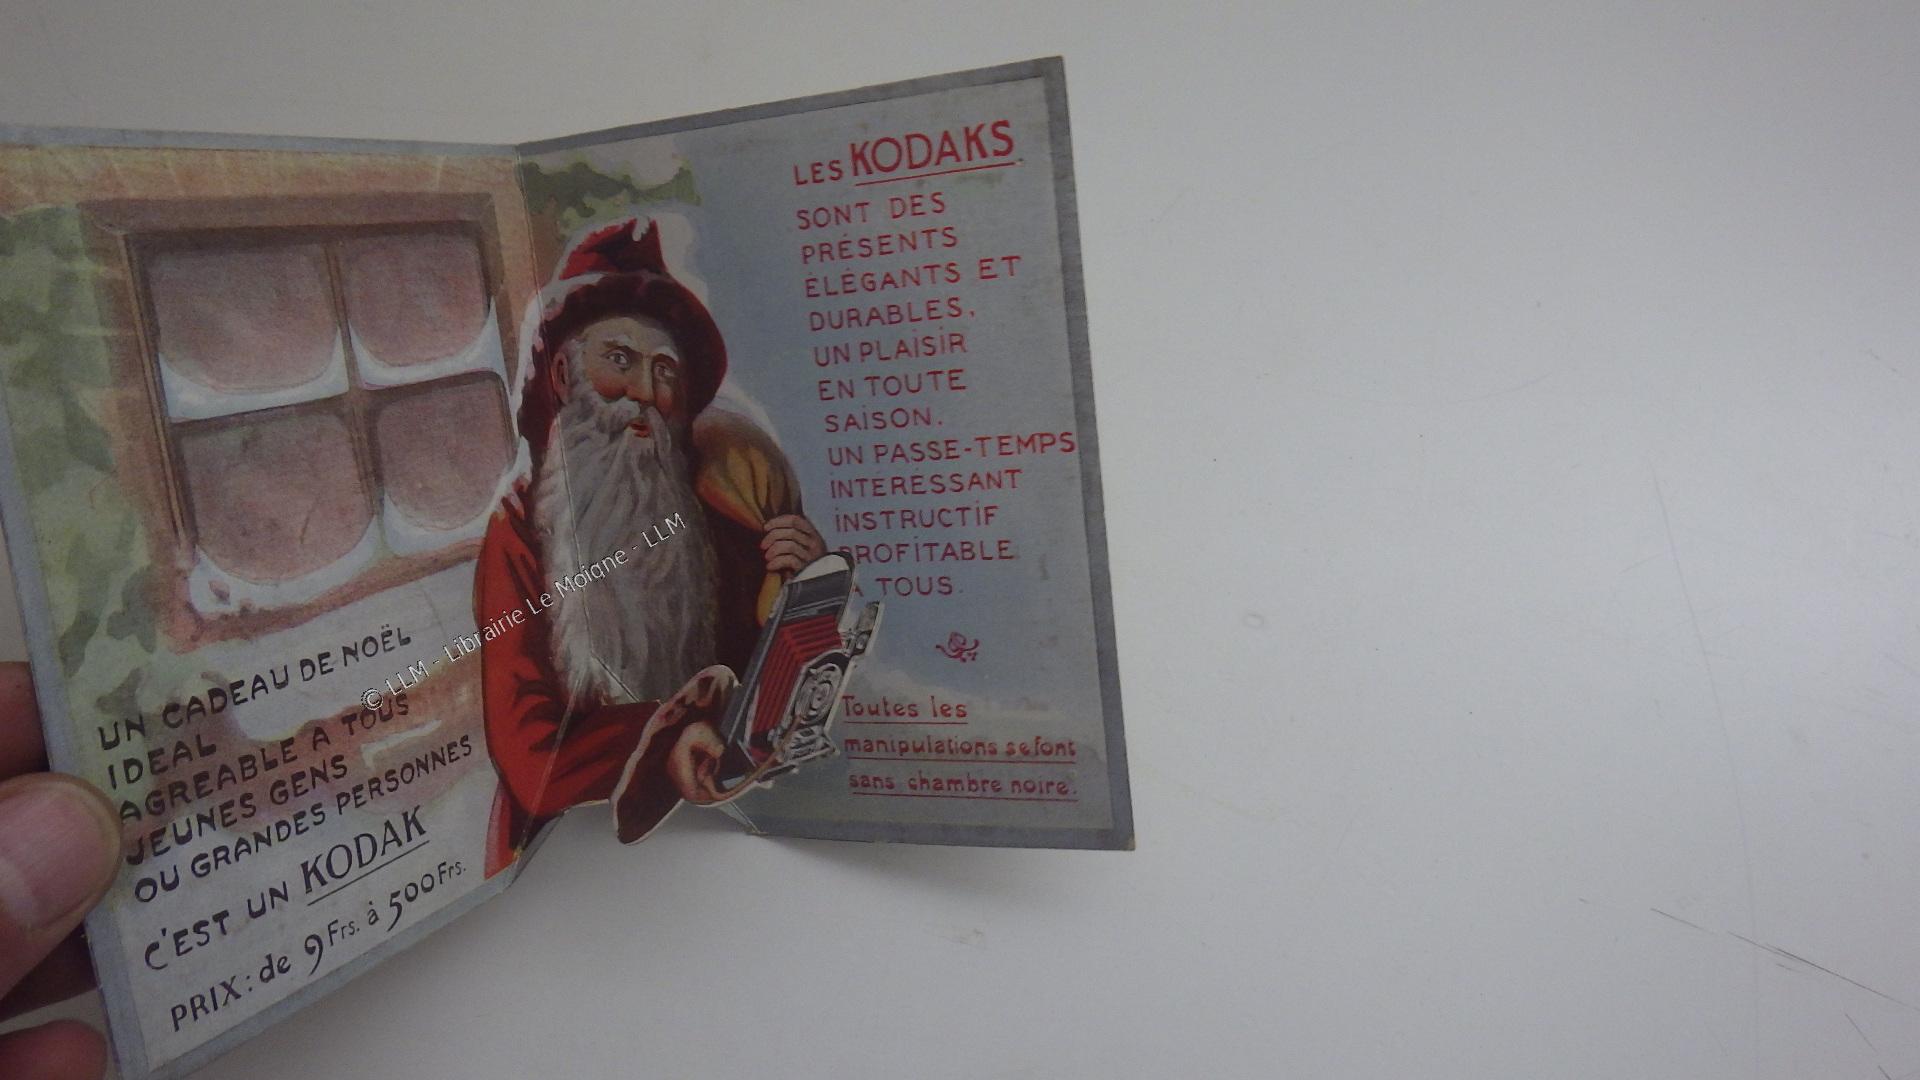 UN CADEAU DE NOËL
IDEAL
AGREABLE A TOUS
JEUNES GENS
OU GRANDES PERSONNES
C'EST UN KODAK
PRIX: de 9 Frs. à 500 Frs.
LES KODAKS
SONT DES
PRÉSENTS
ÉLÉGANTS ET
DURABLES,
UN PLAISIR
EN TOUTE
SAISON.
UN PASSE-TEMPS
INTÉRESSANT
INSTRUCTIF
PROFITABLE
A TOUS.
Toutes les
manipulations se font
sans chambre noire.
© LLM - Librairie Le Moigne - LLM